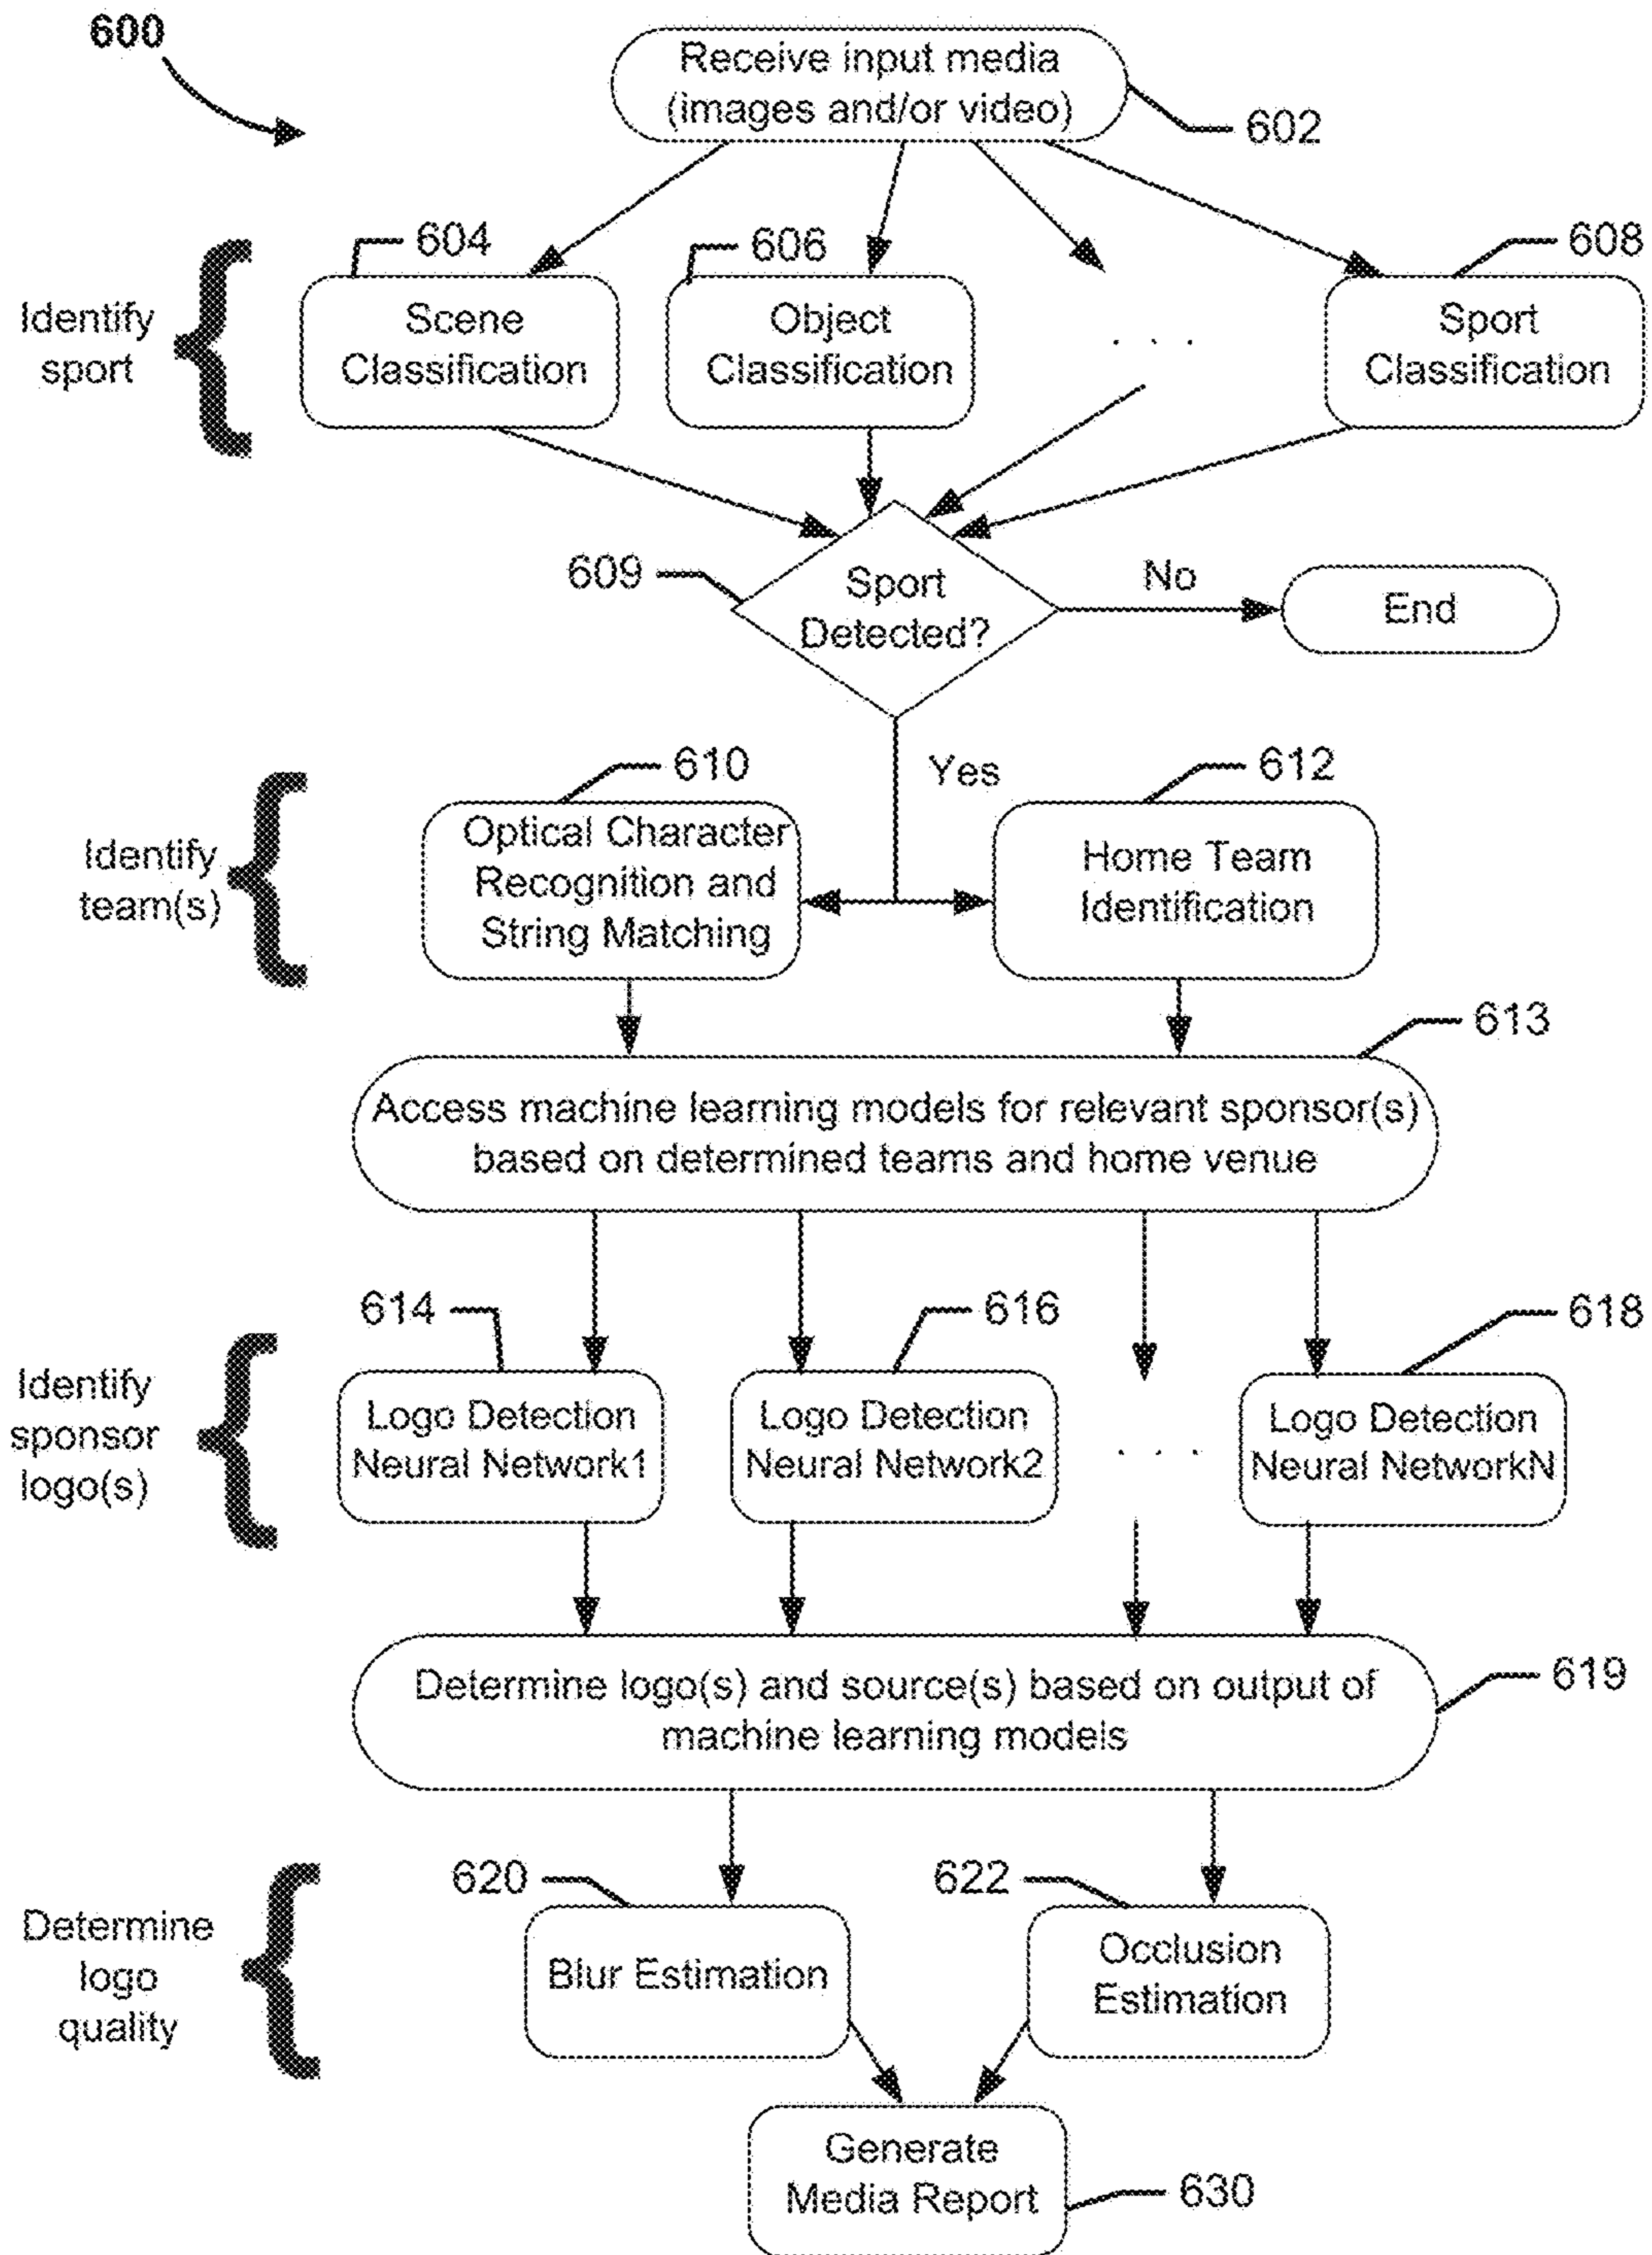 600
Receive input media
(images and/or video)
602
604
606
608
Identify
sport
Scene
Classification
Object
Classification
. . .
Sport
Classification
609
Sport
Detected?
No
End
Yes
610
612
Identify
team(s)
Optical Character
Recognition and
String Matching
Home Team
Identification
613
Access machine learning models for relevant sponsor(s)
based on determined teams and home venue
614
616
618
Identify
sponsor
logo(s)
Logo Detection
Neural Network1
Logo Detection
Neural Network2
. . . .
Logo Detection
Neural NetworkN
Determine logo(s) and source(s) based on output of
machine learning models
619
620
622
Determine
logo
quality
Blur Estimation
Occlusion
Estimation
Generate
Media Report
630